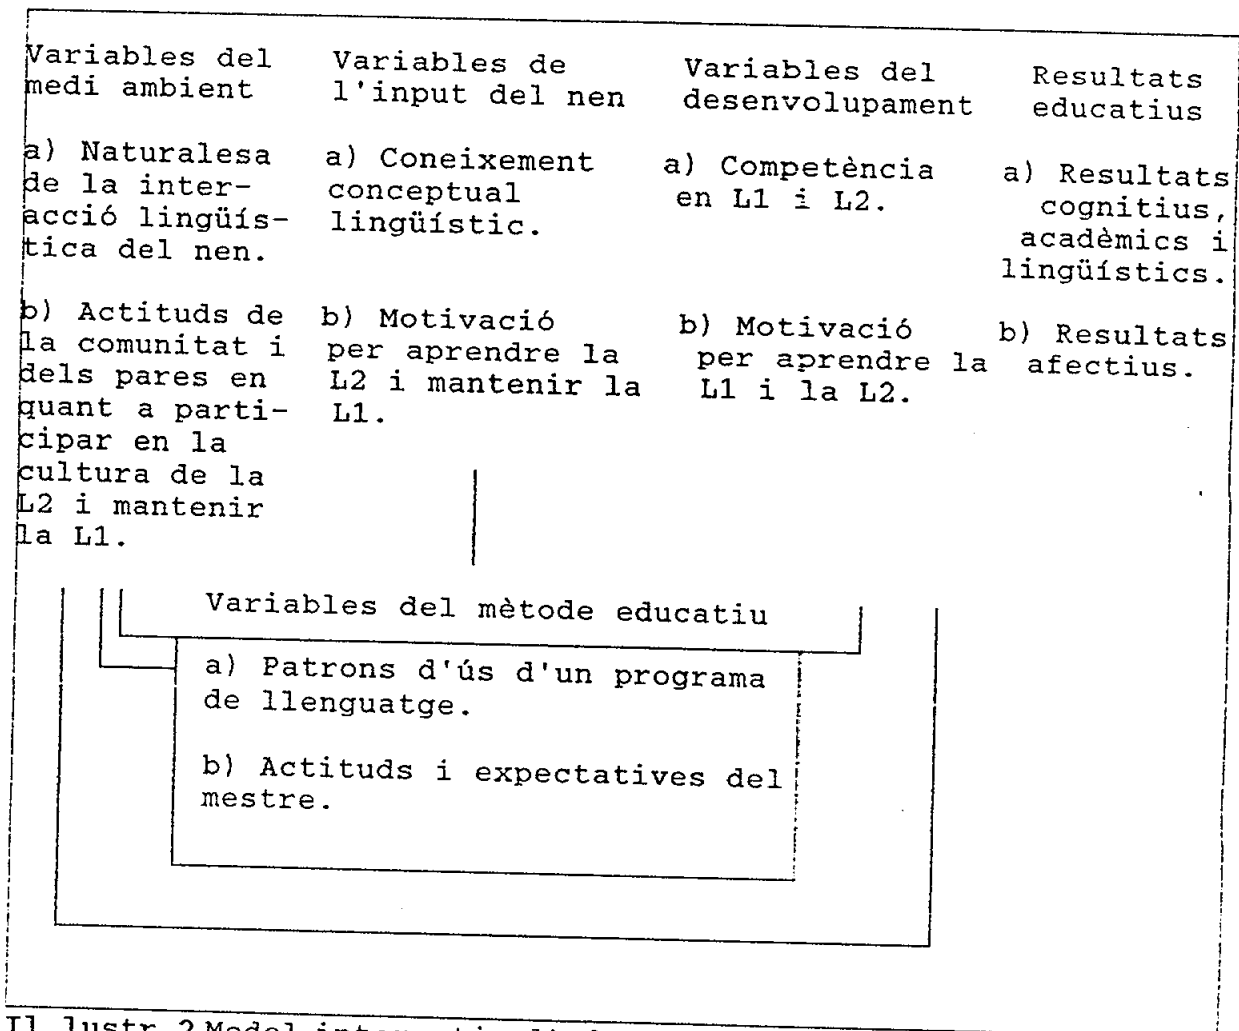 Variables del
medi ambient
a) Naturalesa
de la inter-
acció lingüís-
tica del nen.
b) Actituds de
la comunitat i
dels pares en
quant a parti-
cipar en la
cultura de la
L2 i mantenir
la L1.
Variables de
l'input del nen
a) Coneixement
conceptual
lingüístic.
b) Motivació
per aprendre la
L2 i mantenir la
L1.
Variables del
desenvolupament
a) Competència
en L1 i L2.
b) Motivació
per aprendre la
L1 i la L2.
Resultats
educatius
a) Resultats
cognitius,
acadèmics i
lingüístics.
b) Resultats
afectius.
Variables del mètode educatiu
a) Patrons d'ús d'un programa
de llenguatge.
b) Actituds i expectatives del
mestre.
Il lustr 2 Model